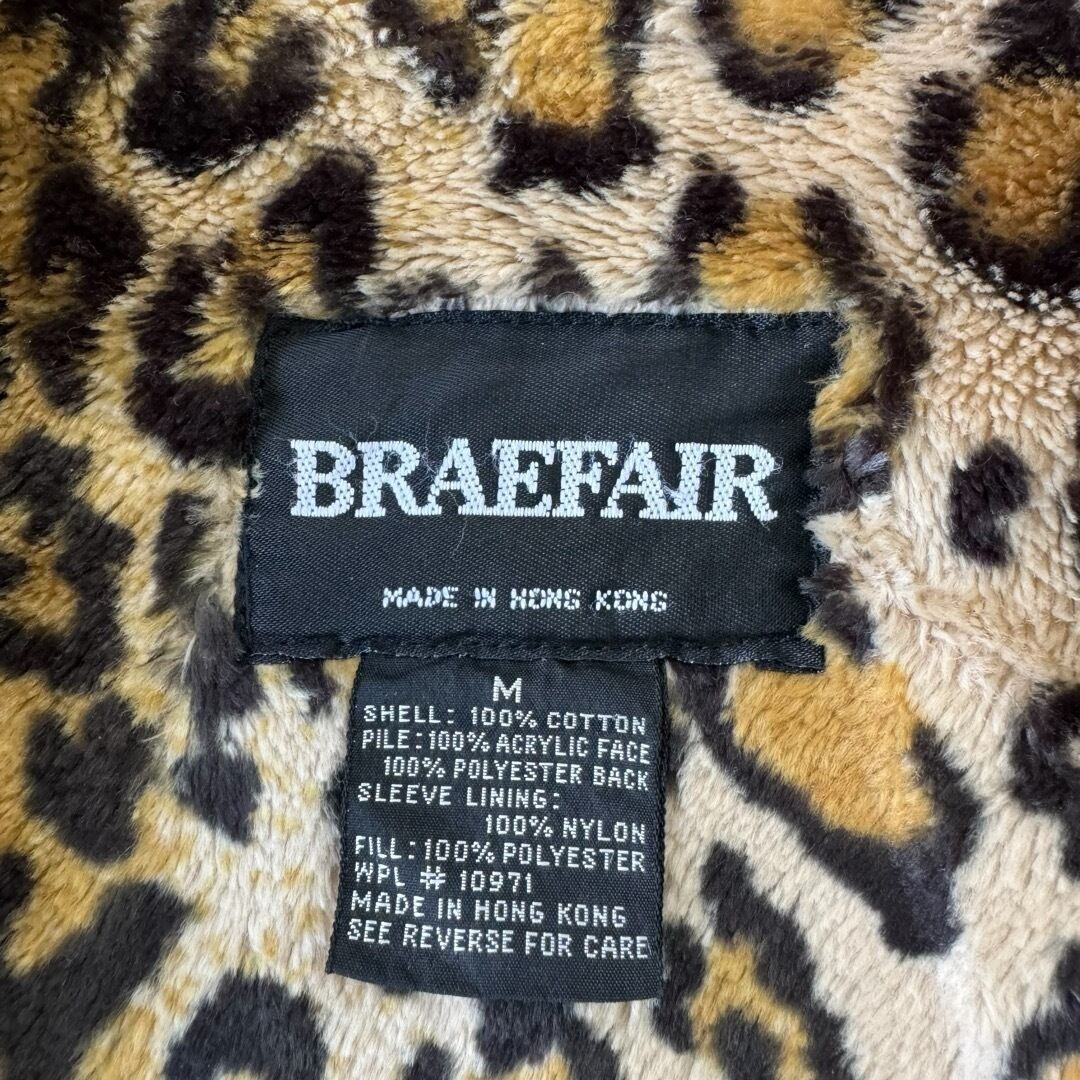 BRAEFAIR
MADE IN HONG KONG
M
SHELL: 100% COTTON
PILE: 100% ACRYLIC FACE
100% POLYESTER BACK
SLEEVE LINING:
100% NYLON
FILL: 100% POLYESTER
WPL # 10971
MADE IN HONG KONG
SEE REVERSE FOR CARE